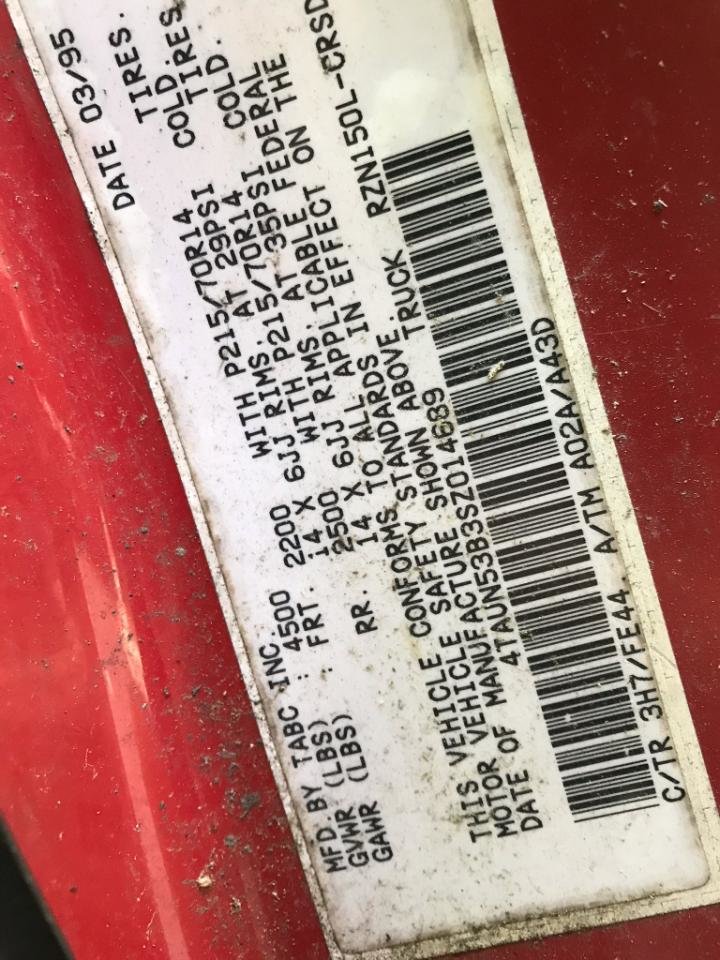 MFD BY TABC INC. DATE 03/95
GVWR (LBS) : 4500
GAWR (LBS) : FRT. 2200 WITH P215/70R14 TIRES.
14 X 6JJ RIMS. AT 29PSI COLD.
RR. 2500 WITH P215/70R14 TIRES
14 X 6JJ RIMS. AT 35PSI COLD.
THIS VEHICLE CONFORMS TO ALL APPLICABLE FEDERAL
MOTOR VEHICLE SAFETY STANDARDS IN EFFECT ON THE
DATE OF MANUFACTURE SHOWN ABOVE.
4TAUN53B3SZ014689 TRUCK RZN150L-CRSD
C/TR 3H7/FE44. A/TM A02A/A43D